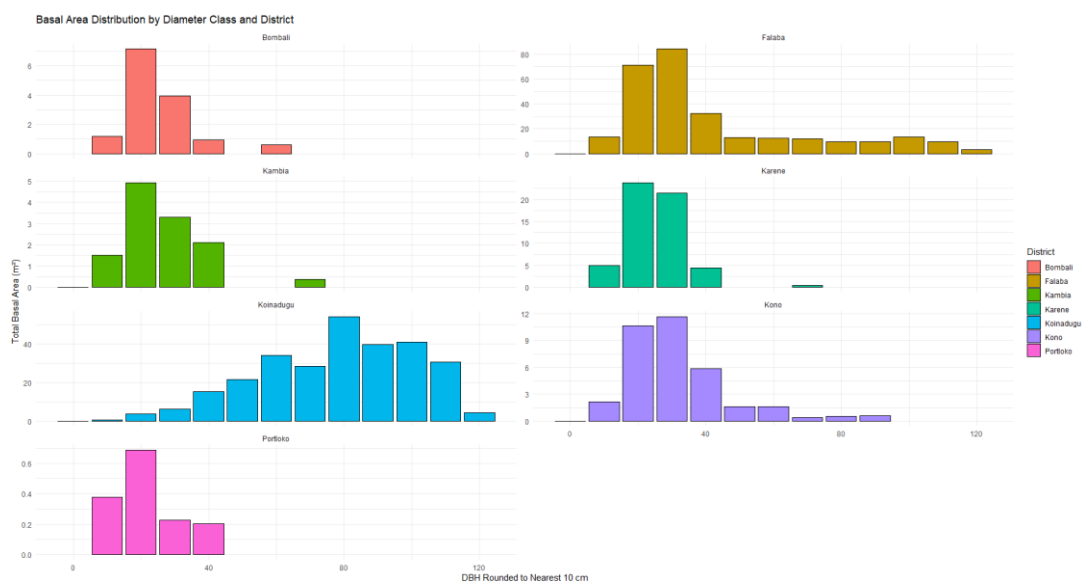 Basal Area Distribution by Diameter Class and District
Bombali
6
4
2
0
Falaba
80
60
40
20
0
Kambia
5
4
3
2
1
0
Karene
20
15
10
5
0
Koinadugu
40
20
0
Kono
12
9
6
3
0
0
40
80
120
Portloko
0.6
0.4
0.2
0.0
0
40
80
120
Total Basal Area (m²)
DBH Rounded to Nearest 10 cm
District
Bombali
Falaba
Kambia
Karene
Koinadugu
Kono
Portloko